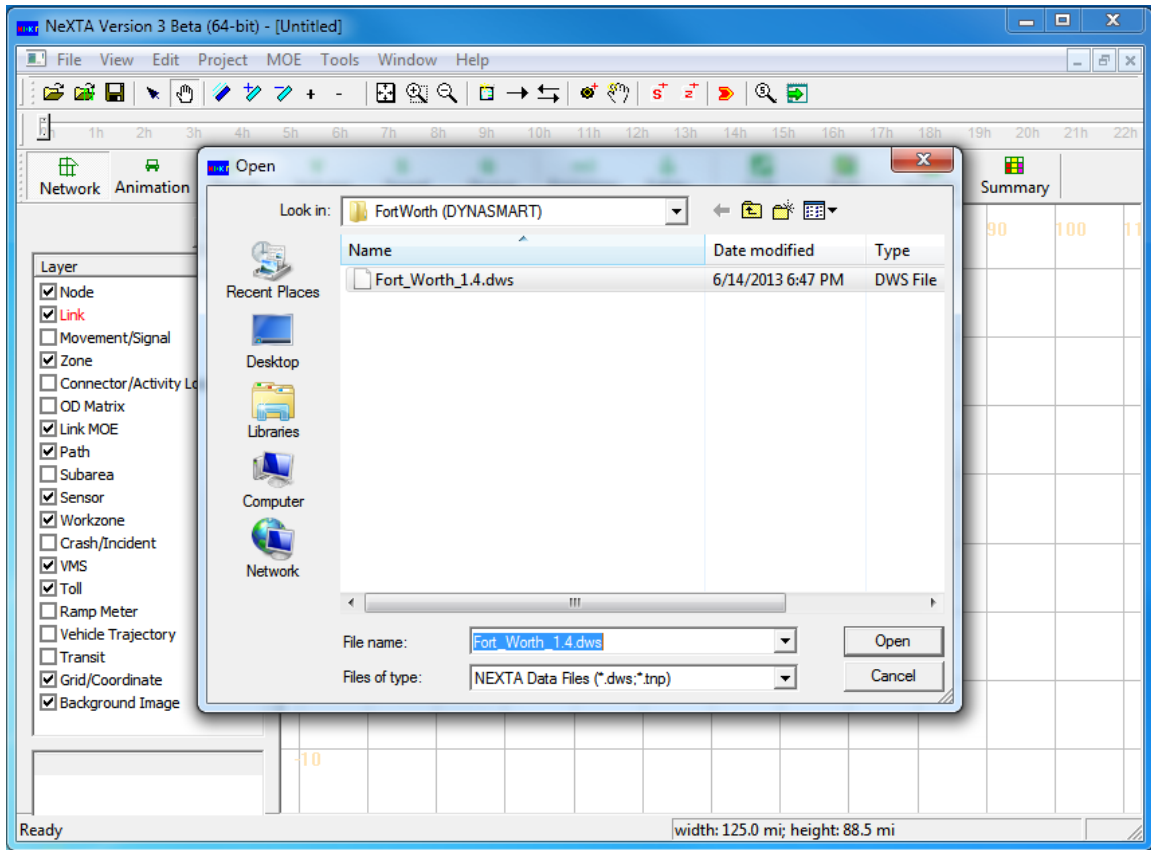 NeXTA Version 3 Beta (64-bit) - [Untitled]
File View Edit Project MOE Tools Window Help
1h 2h 3h 4h 5h 6h 7h 8h 9h 10h 11h 12h 13h 14h 15h 16h 17h 18h 19h 20h 21h 22h
Network Animation Summary
Open
Look in: FortWorth (DYNASMART)
Name Date modified Type
Fort_Worth_1.4.dws 6/14/2013 6:47 PM DWS File
Recent Places
Desktop
Libraries
Computer
Network
File name: Fort_Worth_1.4.dws Open
Files of type: NEXTA Data Files (*.dws;*.tnp) Cancel
90 100
Layer
Node
Link
Movement/Signal
Zone
Connector/Activity Lo
OD Matrix
Link MOE
Path
Subarea
Sensor
Workzone
Crash/Incident
VMS
Toll
Ramp Meter
Vehicle Trajectory
Transit
Grid/Coordinate
Background Image
-10
Ready width: 125.0 mi; height: 88.5 mi